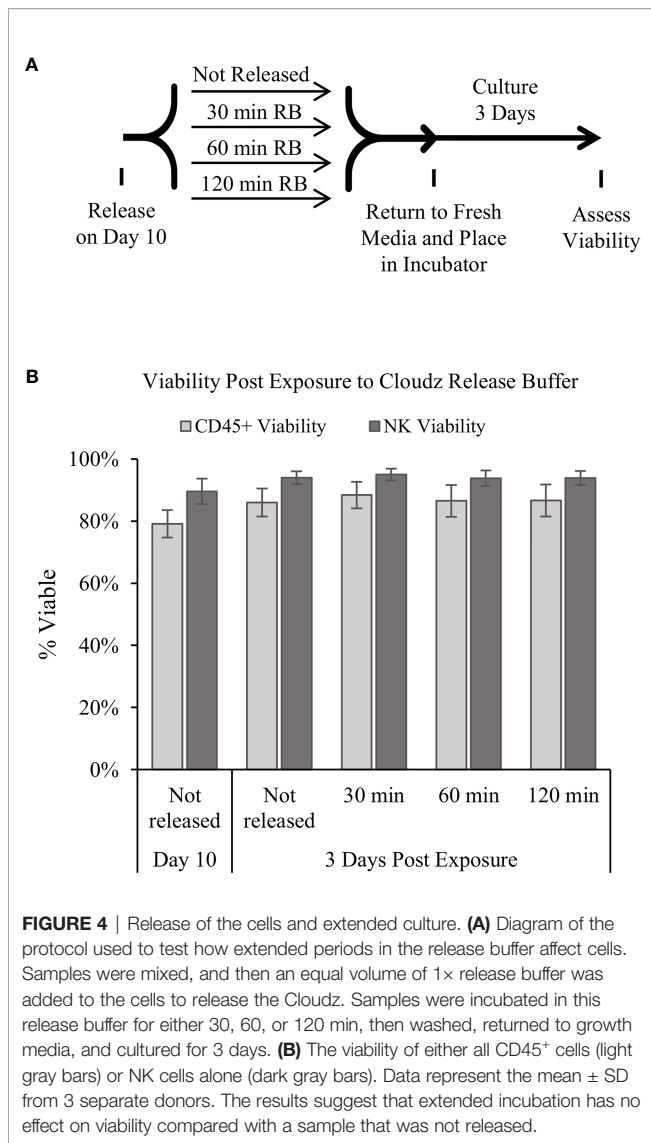 A
Not Released
30 min RB
60 min RB
120 min RB
Culture
3 Days
Release
on Day 10
Return to Fresh
Media and Place
in Incubator
Assess
Viability
B
Viability Post Exposure to Cloudz Release Buffer
CD45+ Viability NK Viability
% Viable
100%
80%
60%
40%
20%
0%
Not
released
Not
released
30 min
60 min
120 min
Day 10
3 Days Post Exposure
FIGURE 4 | Release of the cells and extended culture. (A) Diagram of the
protocol used to test how extended periods in the release buffer affect cells.
Samples were mixed, and then an equal volume of 1× release buffer was
added to the cells to release the Cloudz. Samples were incubated in this
release buffer for either 30, 60, or 120 min, then washed, returned to growth
media, and cultured for 3 days. (B) The viability of either all CD45⁺ cells (light
gray bars) or NK cells alone (dark gray bars). Data represent the mean ± SD
from 3 separate donors. The results suggest that extended incubation has no
effect on viability compared with a sample that was not released.